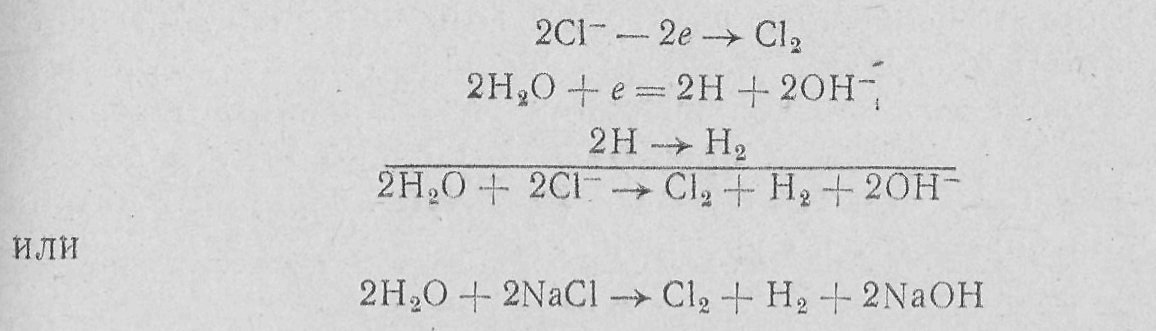 2Cl⁻ — 2e → Cl₂
2H₂O + e = 2H + 2OH⁻
2H → H₂
2H₂O + 2Cl⁻ → Cl₂ + H₂ + 2OH⁻
или
2H₂O + 2NaCl → Cl₂ + H₂ + 2NaOH